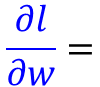 ∂l/∂w =